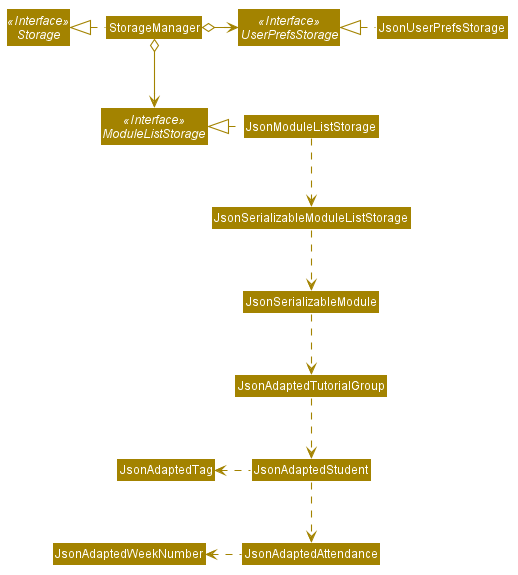 «Interface»
Storage
StorageManager
«Interface»
UserPrefsStorage
JsonUserPrefsStorage
«Interface»
ModuleListStorage
JsonModuleListStorage
JsonSerializableModuleListStorage
JsonSerializableModule
JsonAdaptedTutorialGroup
JsonAdaptedTag
JsonAdaptedStudent
JsonAdaptedWeekNumber
JsonAdaptedAttendance